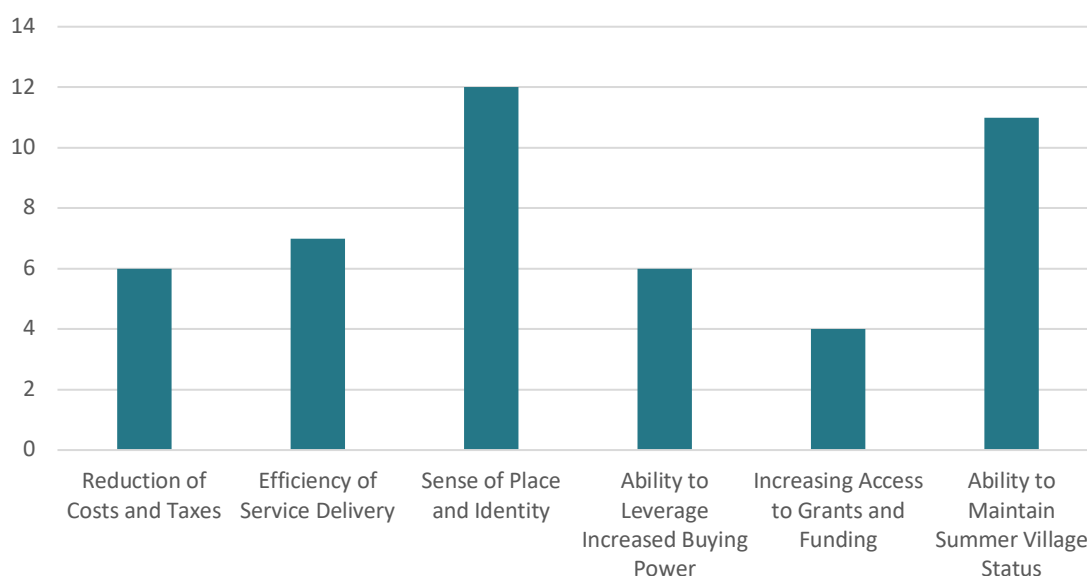 14
12
10
8
6
4
2
0
Reduction of
Costs and Taxes
Efficiency of
Service Delivery
Sense of Place
and Identity
Ability to
Leverage
Increased Buying
Power
Increasing Access
to Grants and
Funding
Ability to
Maintain
Summer Village
Status